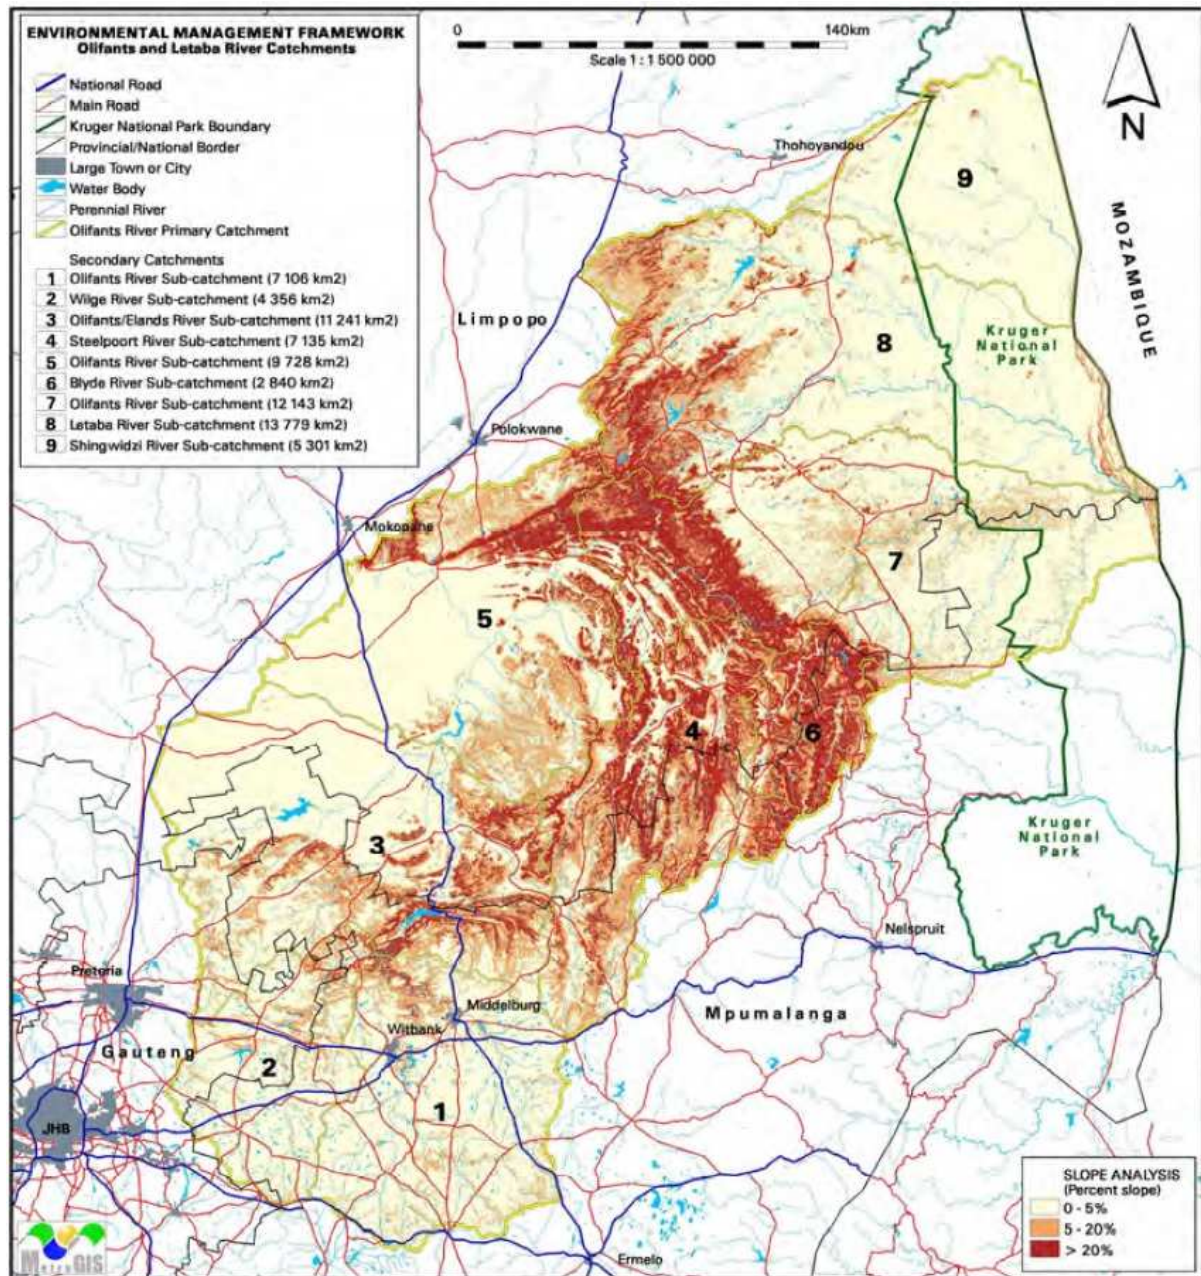 ENVIRONMENTAL MANAGEMENT FRAMEWORK
Olifants and Letaba River Catchments
National Road
Main Road
Kruger National Park Boundary
Provincial/National Border
Large Town or City
Water Body
Perennial River
Olifants River Primary Catchment
Secondary Catchments
1 Olifants River Sub-catchment (7 106 km2)
2 Wilge River Sub-catchment (4 356 km2)
3 Olifants/Elands River Sub-catchment (11 241 km2)
4 Steelpoort River Sub-catchment (7 135 km2)
5 Olifants River Sub-catchment (9 728 km2)
6 Blyde River Sub-catchment (2 840 km2)
7 Olifants River Sub-catchment (12 143 km2)
8 Letaba River Sub-catchment (13 779 km2)
9 Shingwidzi River Sub-catchment (5 301 km2)
0 140km
Scale 1 : 1 500 000
N
Thohoyandou
9
MOZAMBIQUE
Limpopo
Kruger
National
Park
8
Polokwane
Mokopane
7
5
4
6
3
Kruger
National
Park
Nelspruit
Pretoria
Middelburg
Mpumalanga
Witbank
Gauteng
2
1
JHB
Ermelo
SLOPE ANALYSIS
(Percent slope)
0 - 5%
5 - 20%
> 20%
GIS